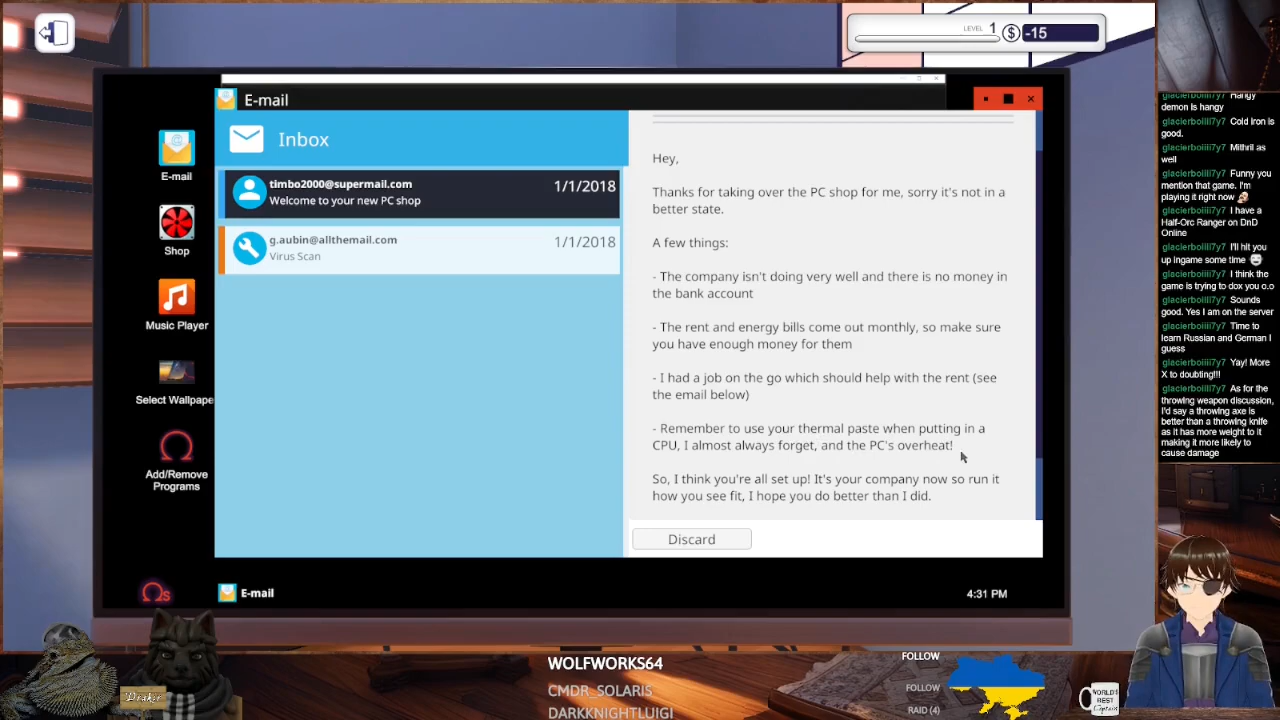 LEVEL 1 $ -15
E-mail
Inbox
timbo2000@supermail.com 1/1/2018
Welcome to your new PC shop
g.aubin@allthemail.com 1/1/2018
Virus Scan
Hey,
Thanks for taking over the PC shop for me, sorry it's not in a
better state.
A few things:
- The company isn't doing very well and there is no money in
the bank account
- The rent and energy bills come out monthly, so make sure
you have enough money for them
- I had a job on the go which should help with the rent (see
the email below)
- Remember to use your thermal paste when putting in a
CPU, I almost always forget, and the PC's overheat!
So, I think you're all set up! It's your company now so run it
how you see fit, I hope you do better than I did.
Discard
E-mail
Shop
Music Player
Select Wallpape
Add/Remove
Programs
Ωs
E-mail
4:31 PM
glacierboiiii7y7 Hangy
demon is hangy
glacierboiiii7y7 Cold Iron is
good.
glacierboiiii7y7 Mithril as
well
glacierboiiii7y7 Funny you
mention that game. I'm
playing it right now
glacierboiiii7y7 I have a
Half-Orc Ranger on DnD
Online
glacierboiiii7y7 I'll hit you
up ingame some time
glacierboiiii7y7 I think the
game is trying to dox you o.o
glacierboiiii7y7 Sounds
good. Yes I am on the server
glacierboiiii7y7 Time to
learn Russian and German I
guess
glacierboiiii7y7 Yay! More
X to doubting!!!
glacierboiiii7y7 As for the
throwing weapon discussion,
I'd say a throwing axe is
better than a throwing knife
as it has more weight to it
making it more likely to
cause damage
Drake
WOLFWORKS64
CMDR_SOLARIS
DARKKNIGHTLUIGI
FOLLOW
FOLLOW
RAID (4)
WORLD'S
BEST
Captain